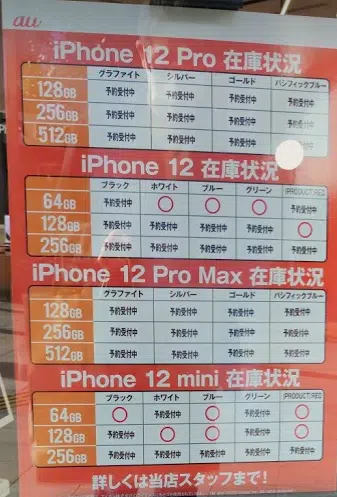 au
iPhone 12 Pro 在庫状況
グラファイト シルバー ゴールド パシフィックブルー
128GB 予約受付中 予約受付中 予約受付中 予約受付中
256GB 予約受付中 予約受付中 予約受付中 予約受付中
512GB 予約受付中 予約受付中 予約受付中 予約受付中
iPhone 12 在庫状況
ブラック ホワイト ブルー グリーン (PRODUCT)RED
64GB 予約受付中 ○ ○ ○ 予約受付中
128GB 予約受付中 予約受付中 予約受付中 予約受付中 ○
256GB 予約受付中 予約受付中 予約受付中 予約受付中 予約受付中
iPhone 12 Pro Max 在庫状況
グラファイト シルバー ゴールド パシフィックブルー
128GB 予約受付中 予約受付中 予約受付中 予約受付中
256GB 予約受付中 予約受付中 予約受付中 予約受付中
512GB 予約受付中 予約受付中 予約受付中 予約受付中
iPhone 12 mini 在庫状況
ブラック ホワイト ブルー グリーン (PRODUCT)RED
64GB ○ 予約受付中 ○ 予約受付中 ○
128GB ○ 予約受付中 ○ 予約受付中 ○
256GB 予約受付中 予約受付中 予約受付中 予約受付中 予約受付中
詳しくは当店スタッフまで!